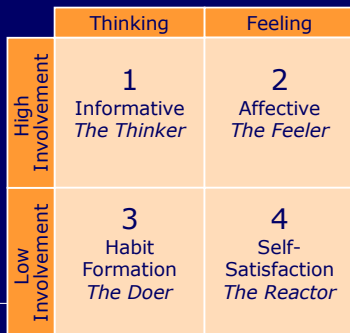 Thinking
Feeling
High
Involvement
1
Informative
The Thinker
2
Affective
The Feeler
Low
Involvement
3
Habit
Formation
The Doer
4
Self-
Satisfaction
The Reactor